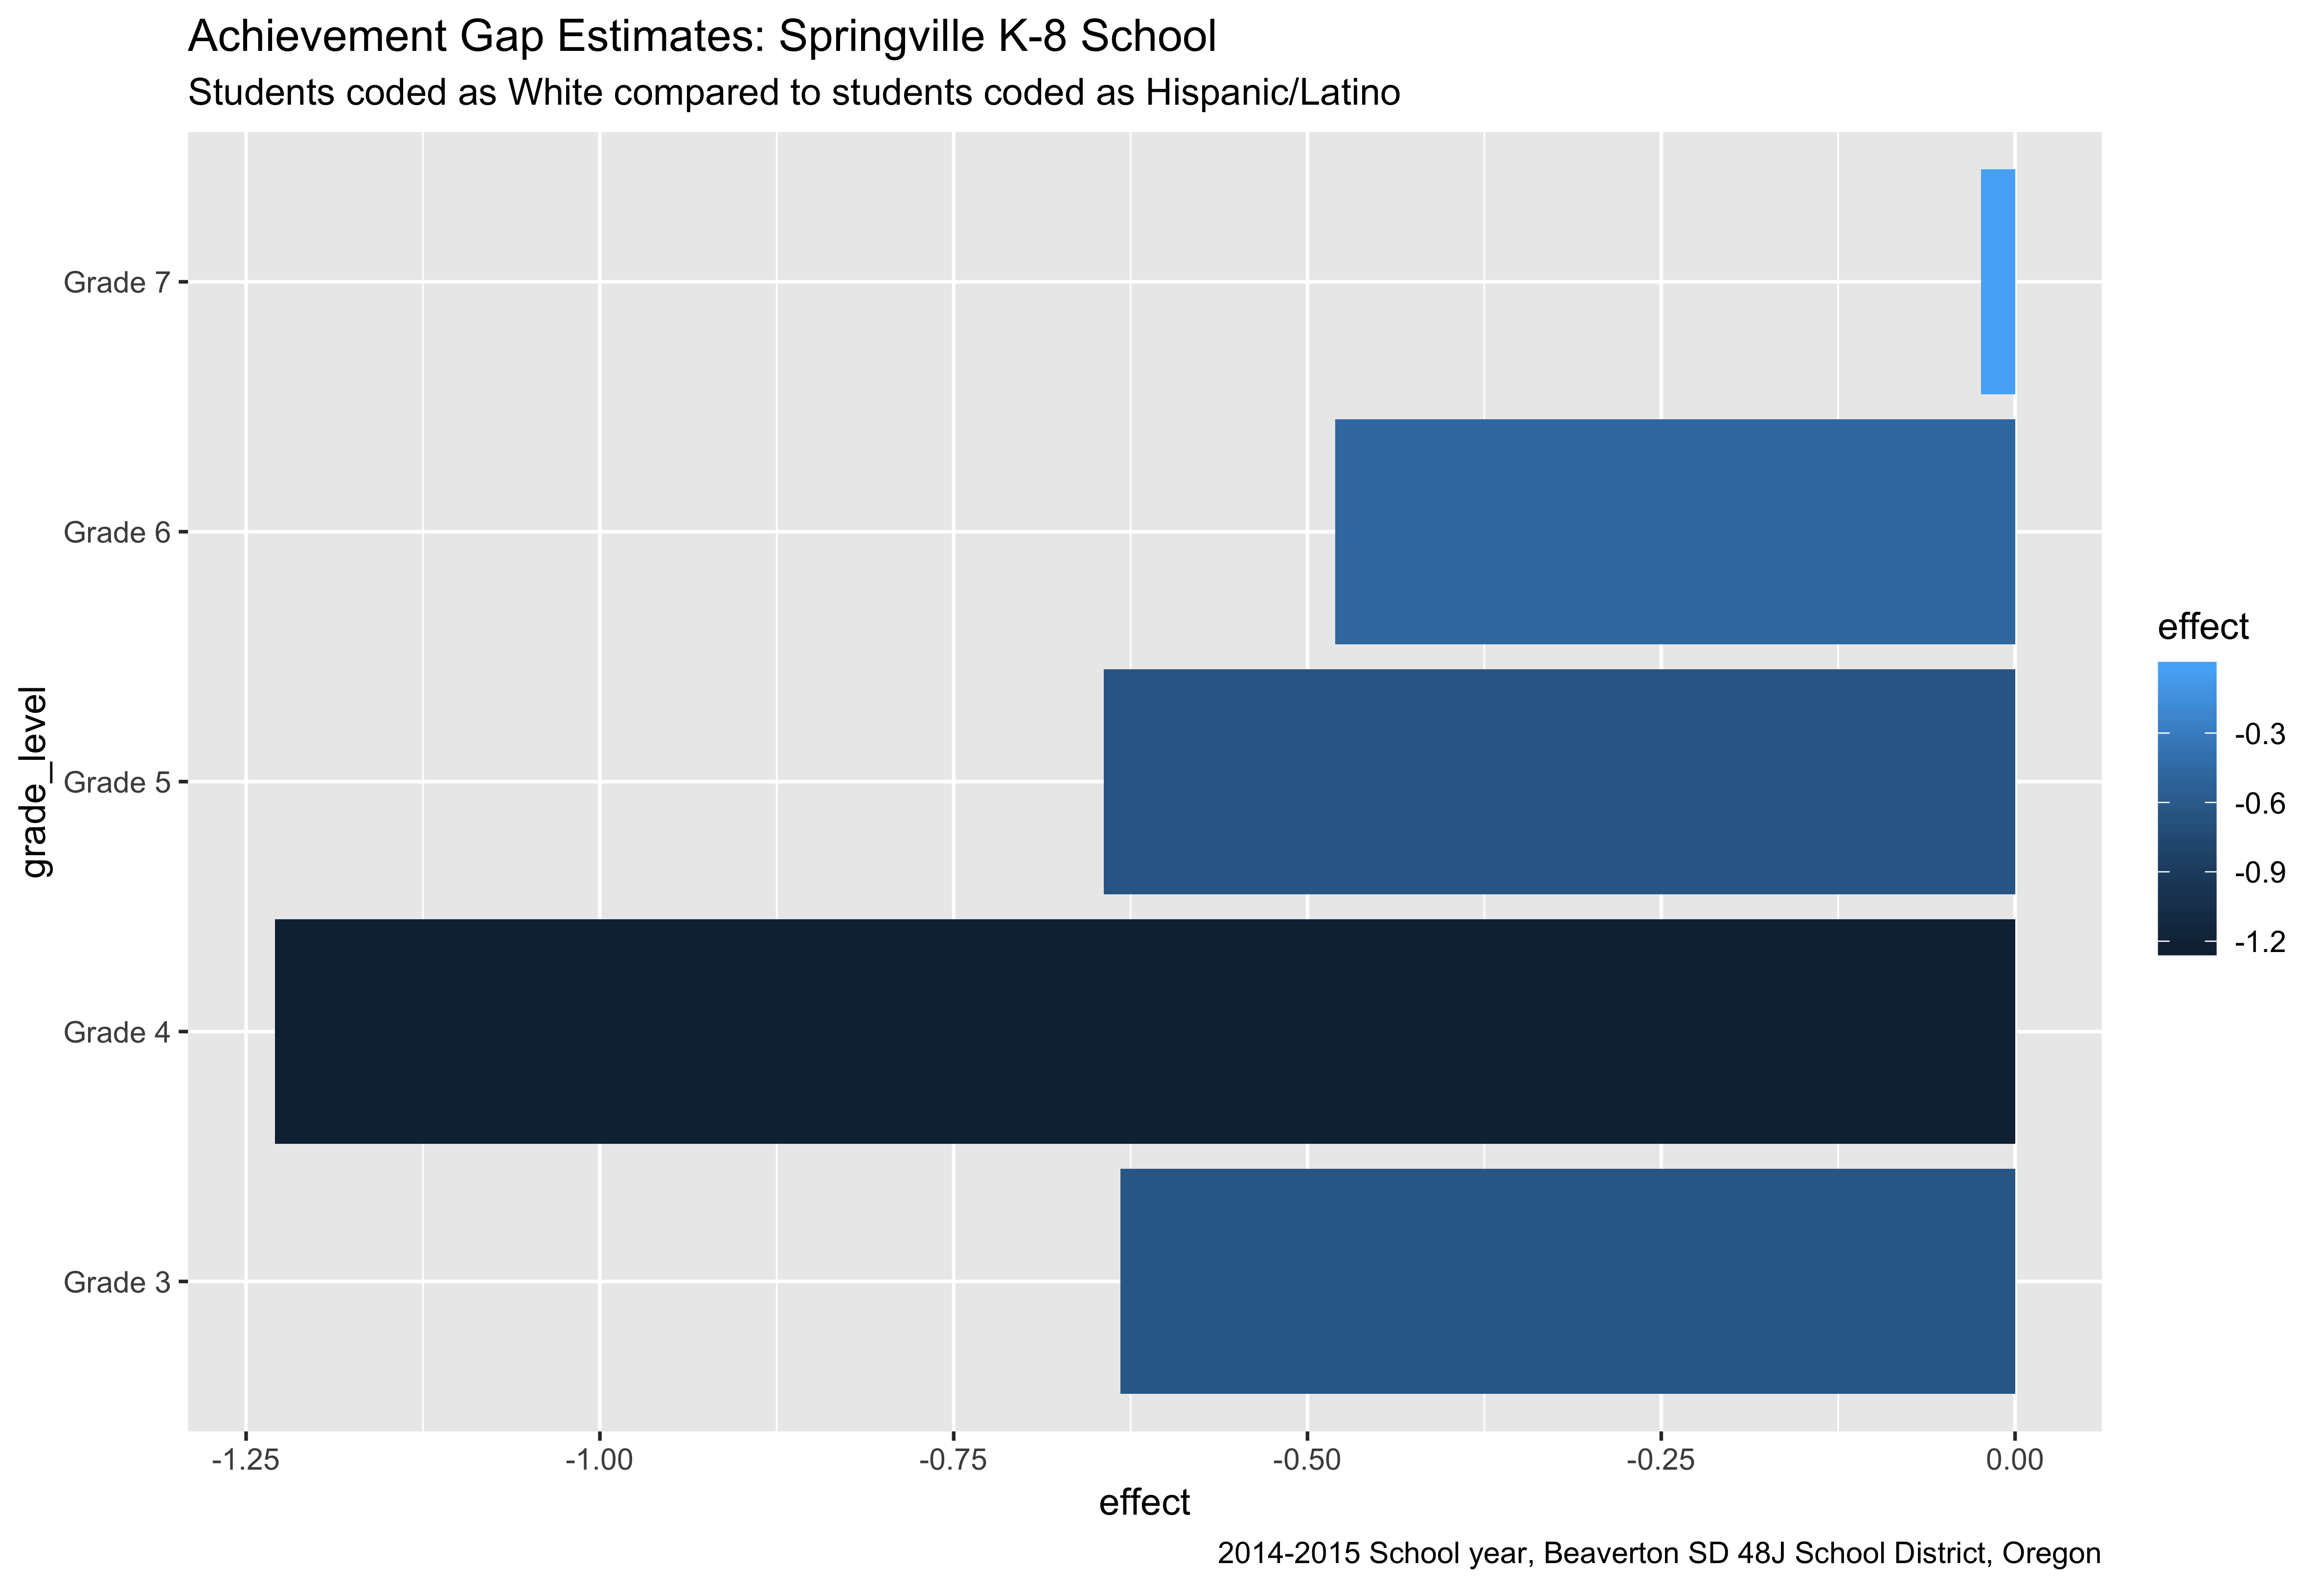 Achievement Gap Estimates: Springville K-8 School
Students coded as White compared to students coded as Hispanic/Latino
grade_level
Grade 7
Grade 6
Grade 5
Grade 4
Grade 3
-1.25 -1.00 -0.75 -0.50 -0.25 0.00
effect
effect
-0.3
-0.6
-0.9
-1.2
2014-2015 School year, Beaverton SD 48J School District, Oregon